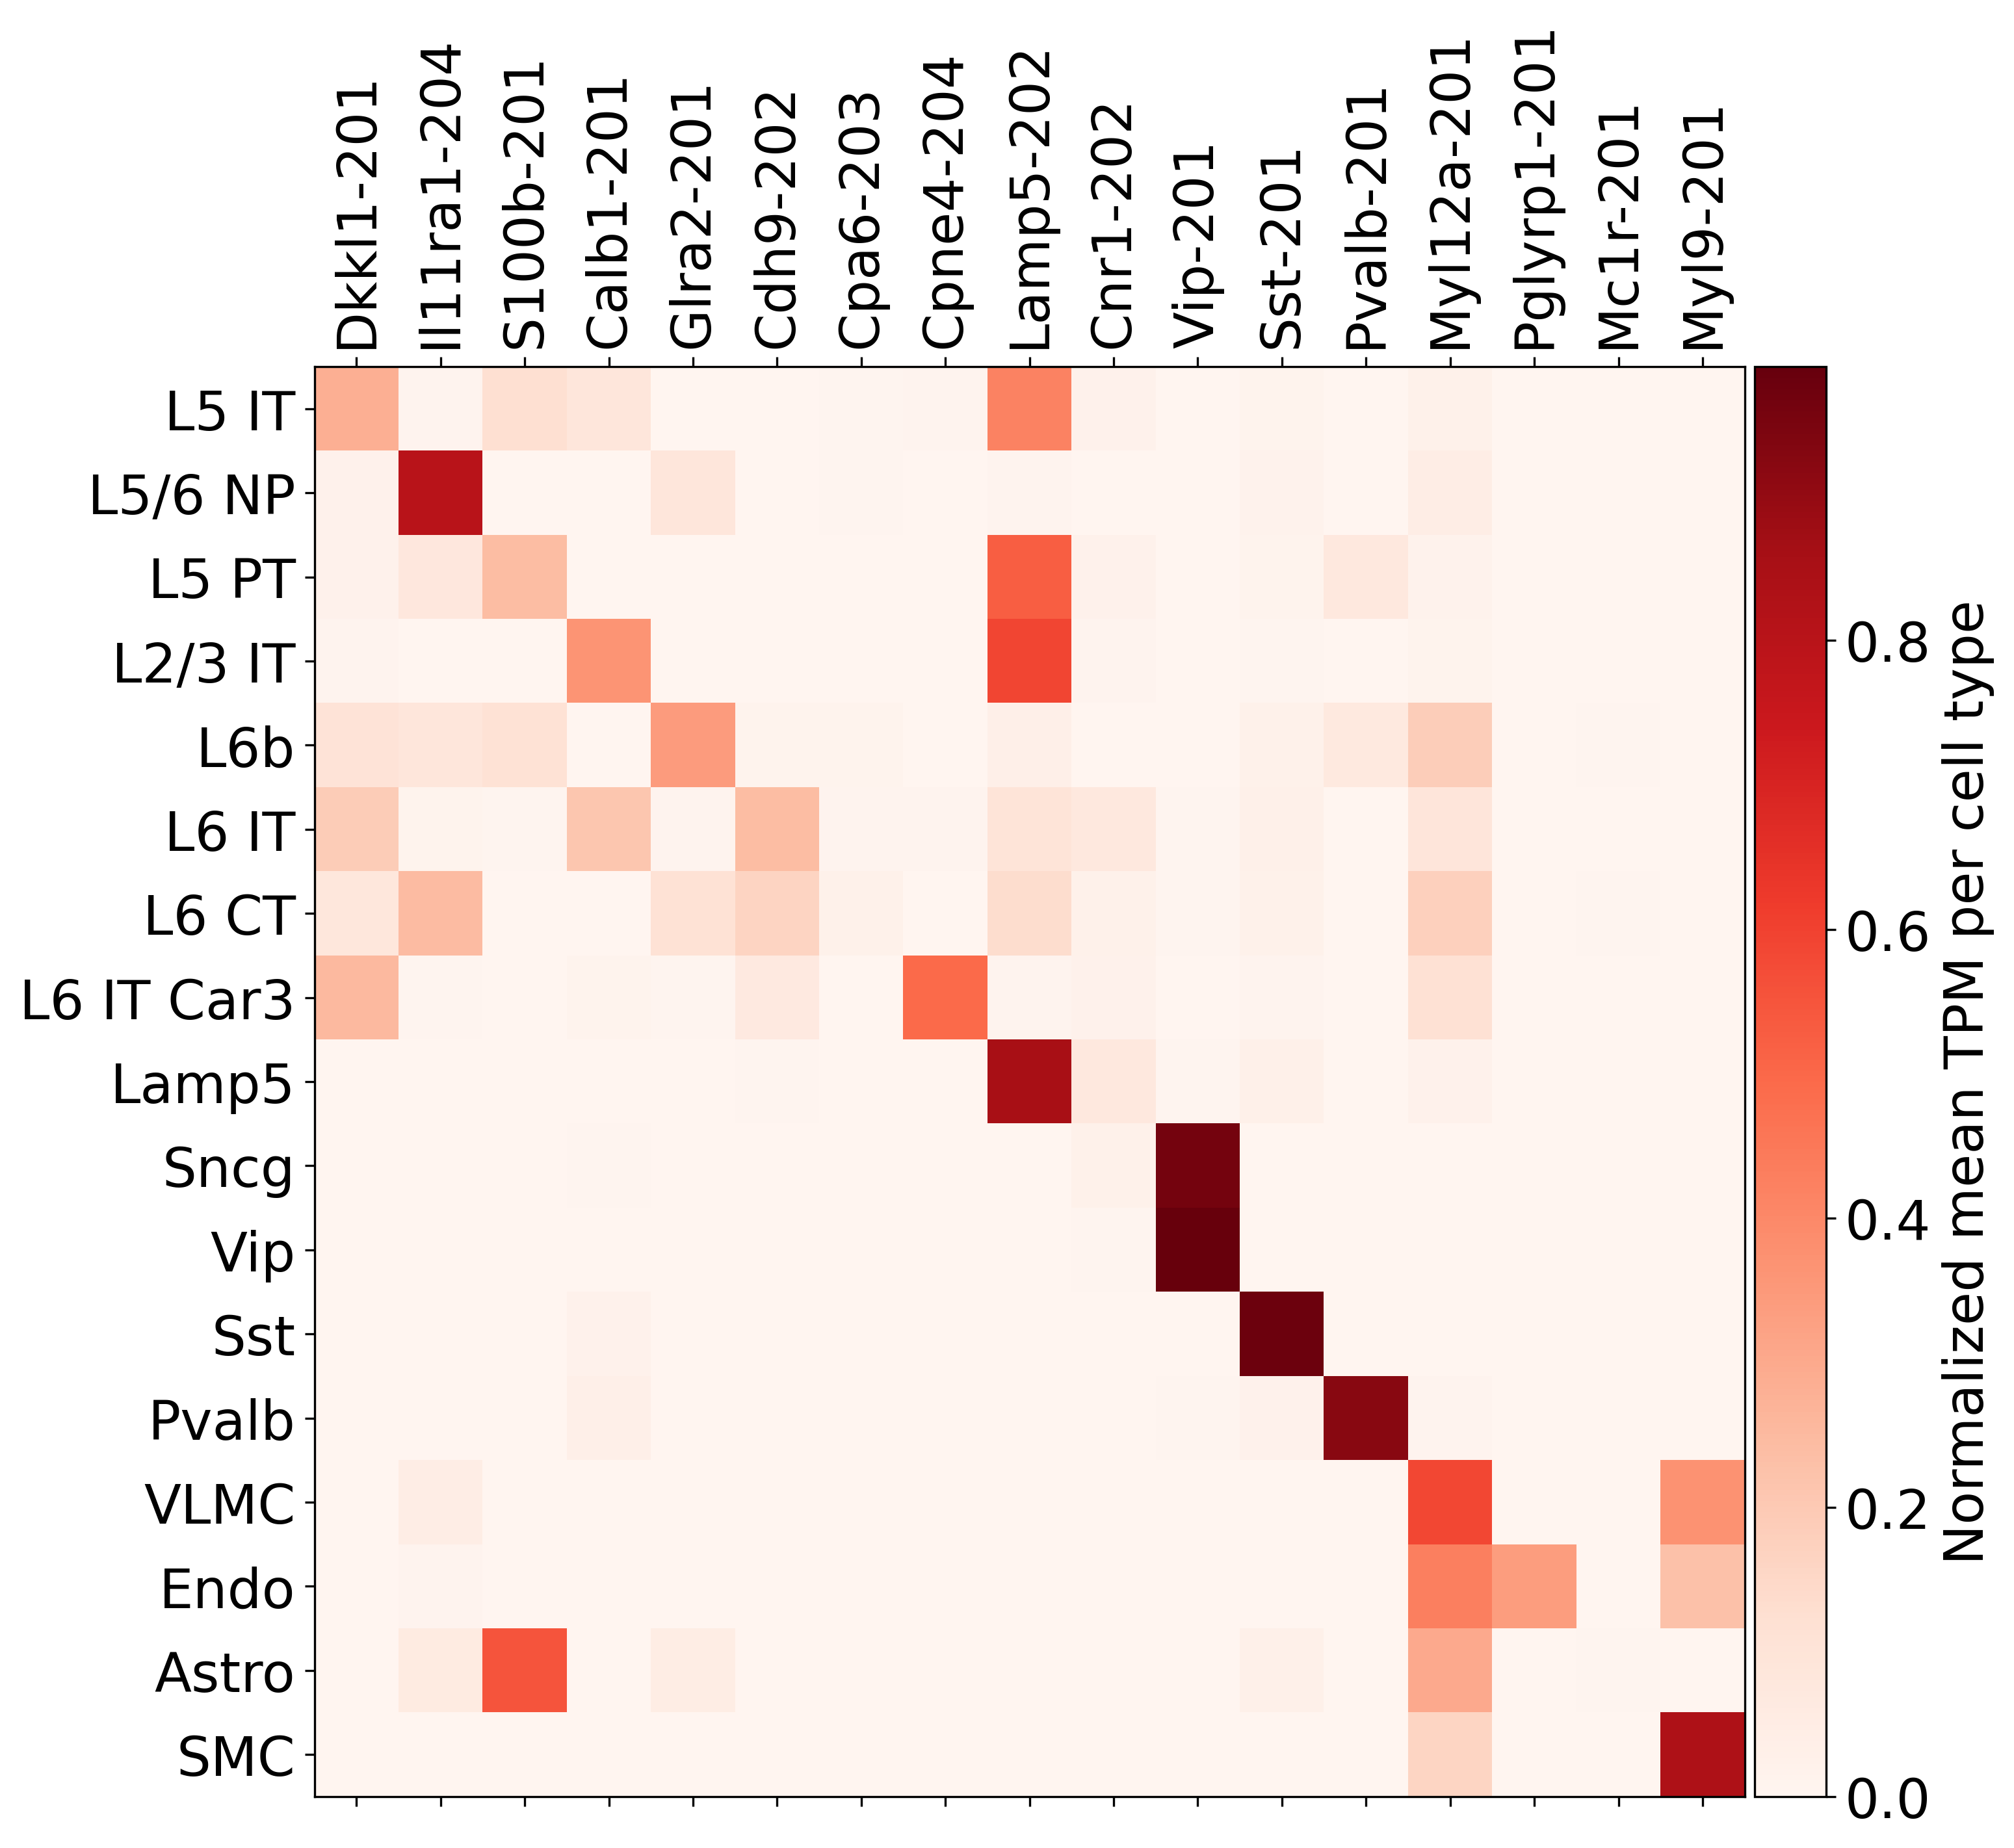 Dkkl1-201
Il11ra1-204
S100b-201
Calb1-201
Glra2-201
Cdh9-202
Cpa6-203
Cpne4-204
Lamp5-202
Cnr1-202
Vip-201
Sst-201
Pvalb-201
Myl12a-201
Pglyrp1-201
Mc1r-201
Myl9-201
L5 IT
L5/6 NP
L5 PT
L2/3 IT
L6b
L6 IT
L6 CT
L6 IT Car3
Lamp5
Sncg
Vip
Sst
Pvalb
VLMC
Endo
Astro
SMC
0.8
0.6
0.4
0.2
0.0
Normalized mean TPM per cell type